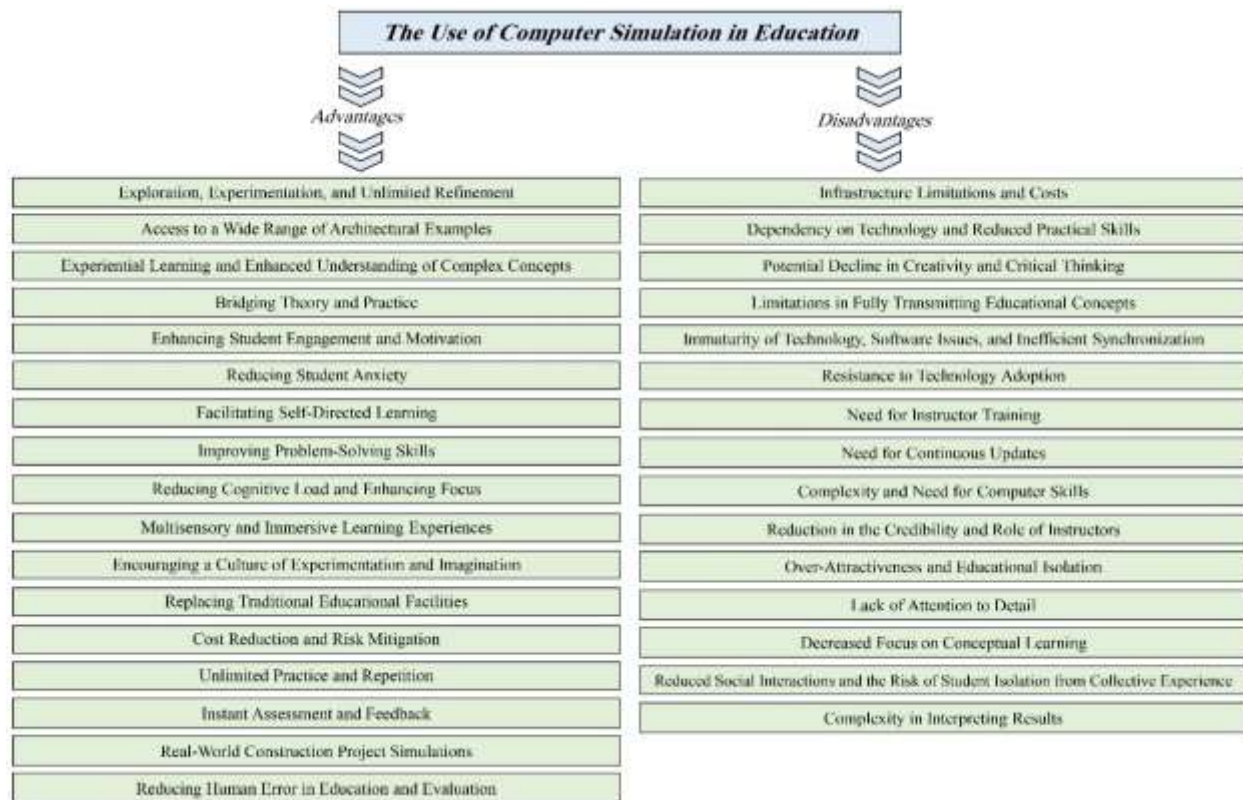 The Use of Computer Simulation in Education
Advantages
Exploration, Experimentation, and Unlimited Refinement
Access to a Wide Range of Architectural Examples
Experiential Learning and Enhanced Understanding of Complex Concepts
Bridging Theory and Practice
Enhancing Student Engagement and Motivation
Reducing Student Anxiety
Facilitating Self-Directed Learning
Improving Problem-Solving Skills
Reducing Cognitive Load and Enhancing Focus
Multisensory and Immersive Learning Experiences
Encouraging a Culture of Experimentation and Imagination
Replacing Traditional Educational Facilities
Cost Reduction and Risk Mitigation
Unlimited Practice and Repetition
Instant Assessment and Feedback
Real-World Construction Project Simulations
Reducing Human Error in Education and Evaluation
Disadvantages
Infrastructure Limitations and Costs
Dependency on Technology and Reduced Practical Skills
Potential Decline in Creativity and Critical Thinking
Limitations in Fully Transmitting Educational Concepts
Immaturity of Technology, Software Issues, and Inefficient Synchronization
Resistance to Technology Adoption
Need for Instructor Training
Need for Continuous Updates
Complexity and Need for Computer Skills
Reduction in the Credibility and Role of Instructors
Over-Attractiveness and Educational Isolation
Lack of Attention to Detail
Decreased Focus on Conceptual Learning
Reduced Social Interactions and the Risk of Student Isolation from Collective Experience
Complexity in Interpreting Results